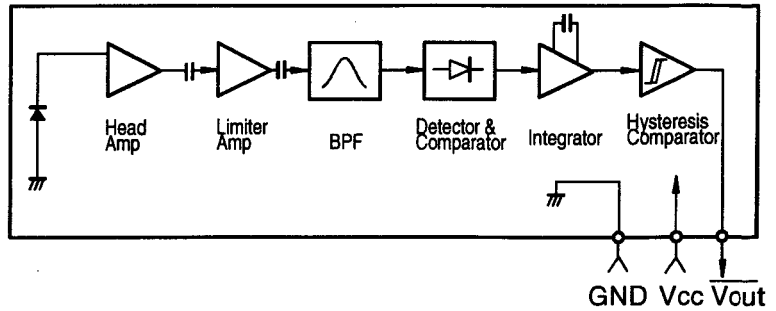 Head
Amp
Limiter
Amp
BPF
Detector &
Comparator
Integrator
Hysteresis
Comparator
GND Vcc Vout